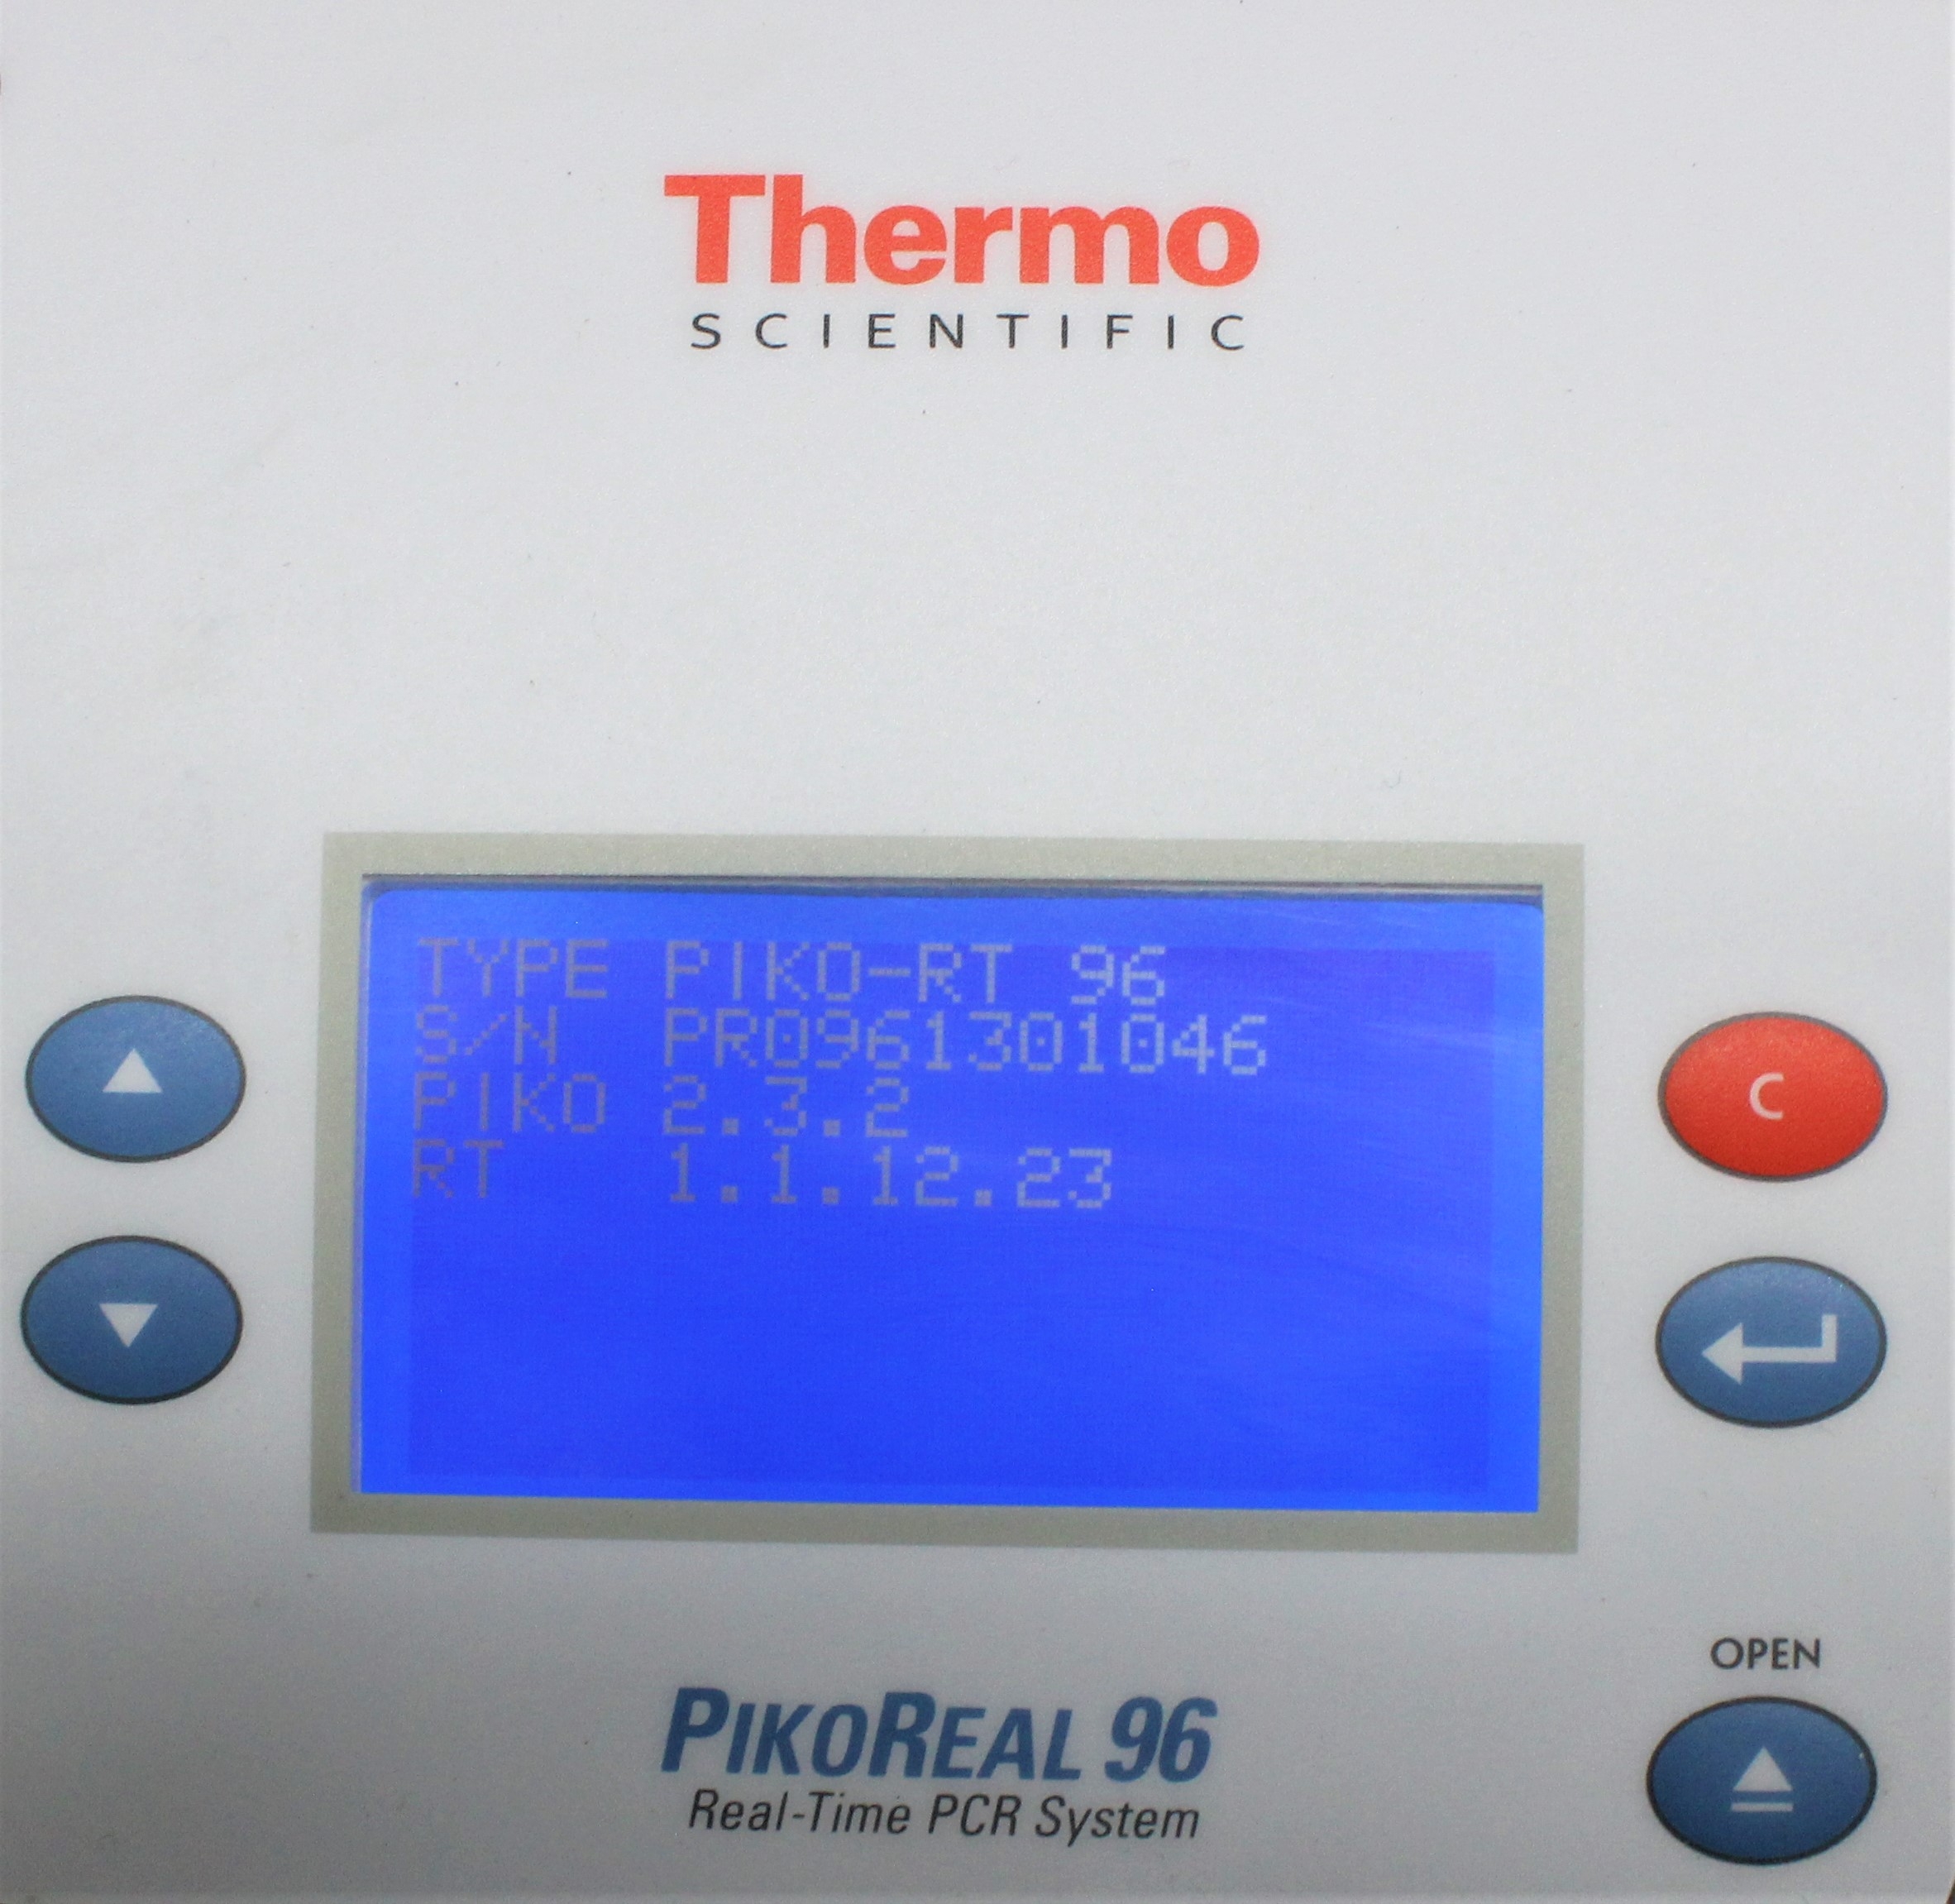 Thermo
SCIENTIFIC
TYPE PIKO-RT 96
S/N PR0961301046
PIKO 2.3.2
RT 1.1.12.23
C
OPEN
PIKOREAL 96
Real-Time PCR System